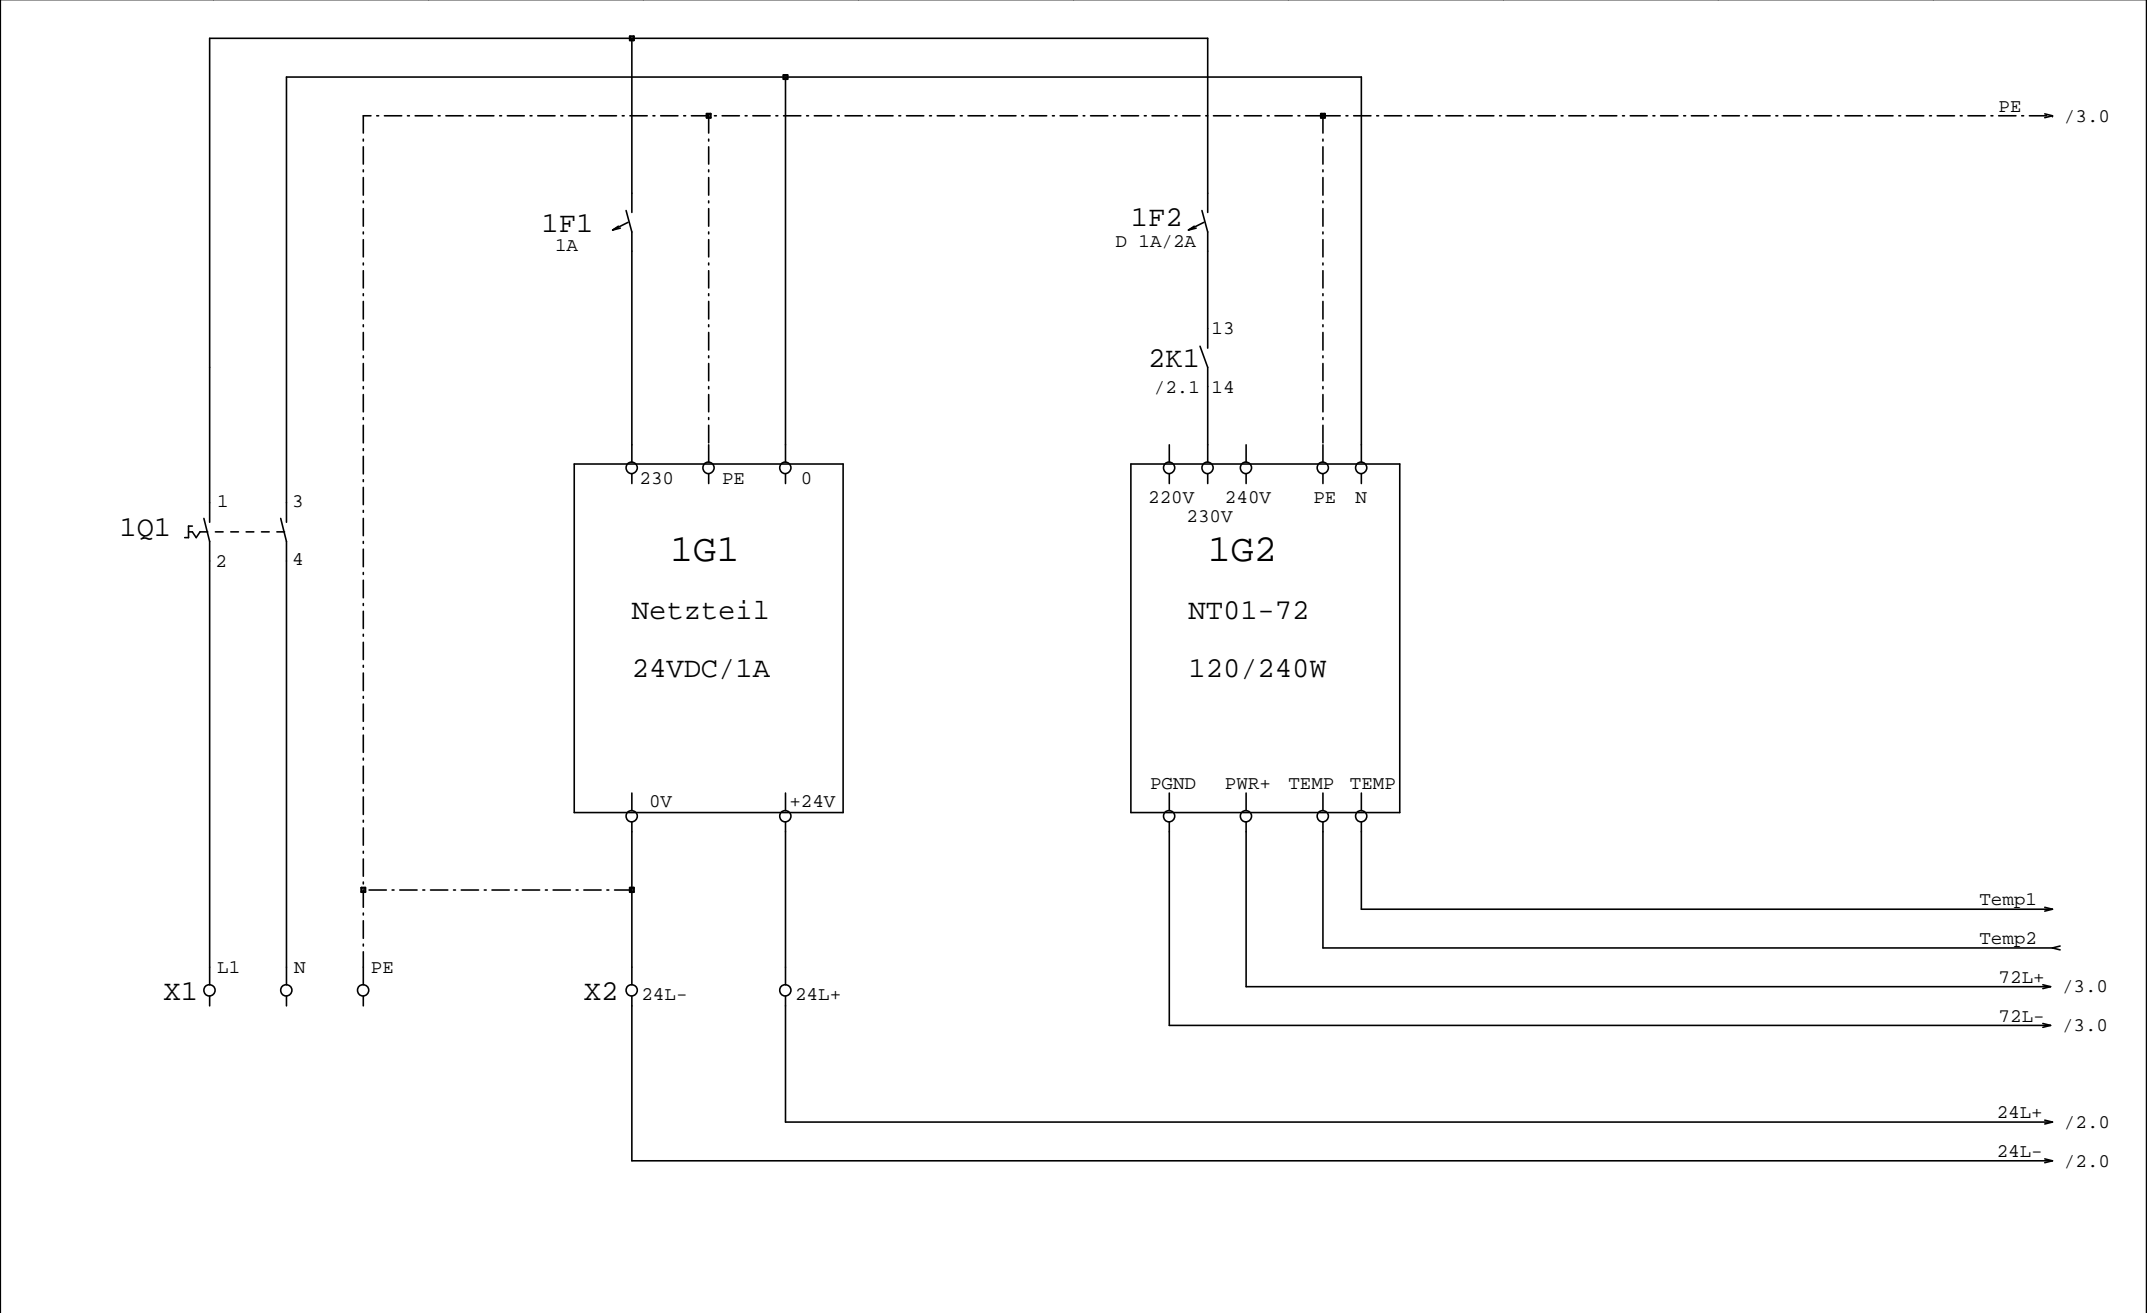 PE
/3.0
1F1
1A
1F2
D 1A/2A
13
2K1
/2.1 14
230 PE 0
220V 240V PE N
230V
1 3
1Q1
2 4
1G1
Netzteil
24VDC/1A
1G2
NT01-72
120/240W
0V +24V
PGND PWR+ TEMP TEMP
Temp1
Temp2
L1 N PE
X1
X2 24L- 24L+
72L+
/3.0
72L-
/3.0
24L+
/2.0
24L-
/2.0